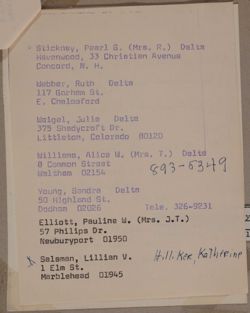 Stickney, Pearl G. (Mrs. R.) Delta
Havenwood, 33 Christian Avenue
Concord, N. H.
Webber, Ruth Delta
117 Gorham St.
E. Chelmsford
Weigel, Julie Delta
375 Shadycroft Dr.
Littleton, Colorado 80120
Williams, Alice W. (Mrs. T.) Delta
8 Common Street
Waltham 02154
893-5349
Young, Sandra Delta
50 Highland St.
Dedham 02026 Tele. 326-9231
Elliott, Pauline W. (Mrs. J.T.)
57 Philips Dr.
Newburyport 01950
Hilliker, Katherine
Salsman, Lillian V.
1 Elm St.
Marblehead 01945